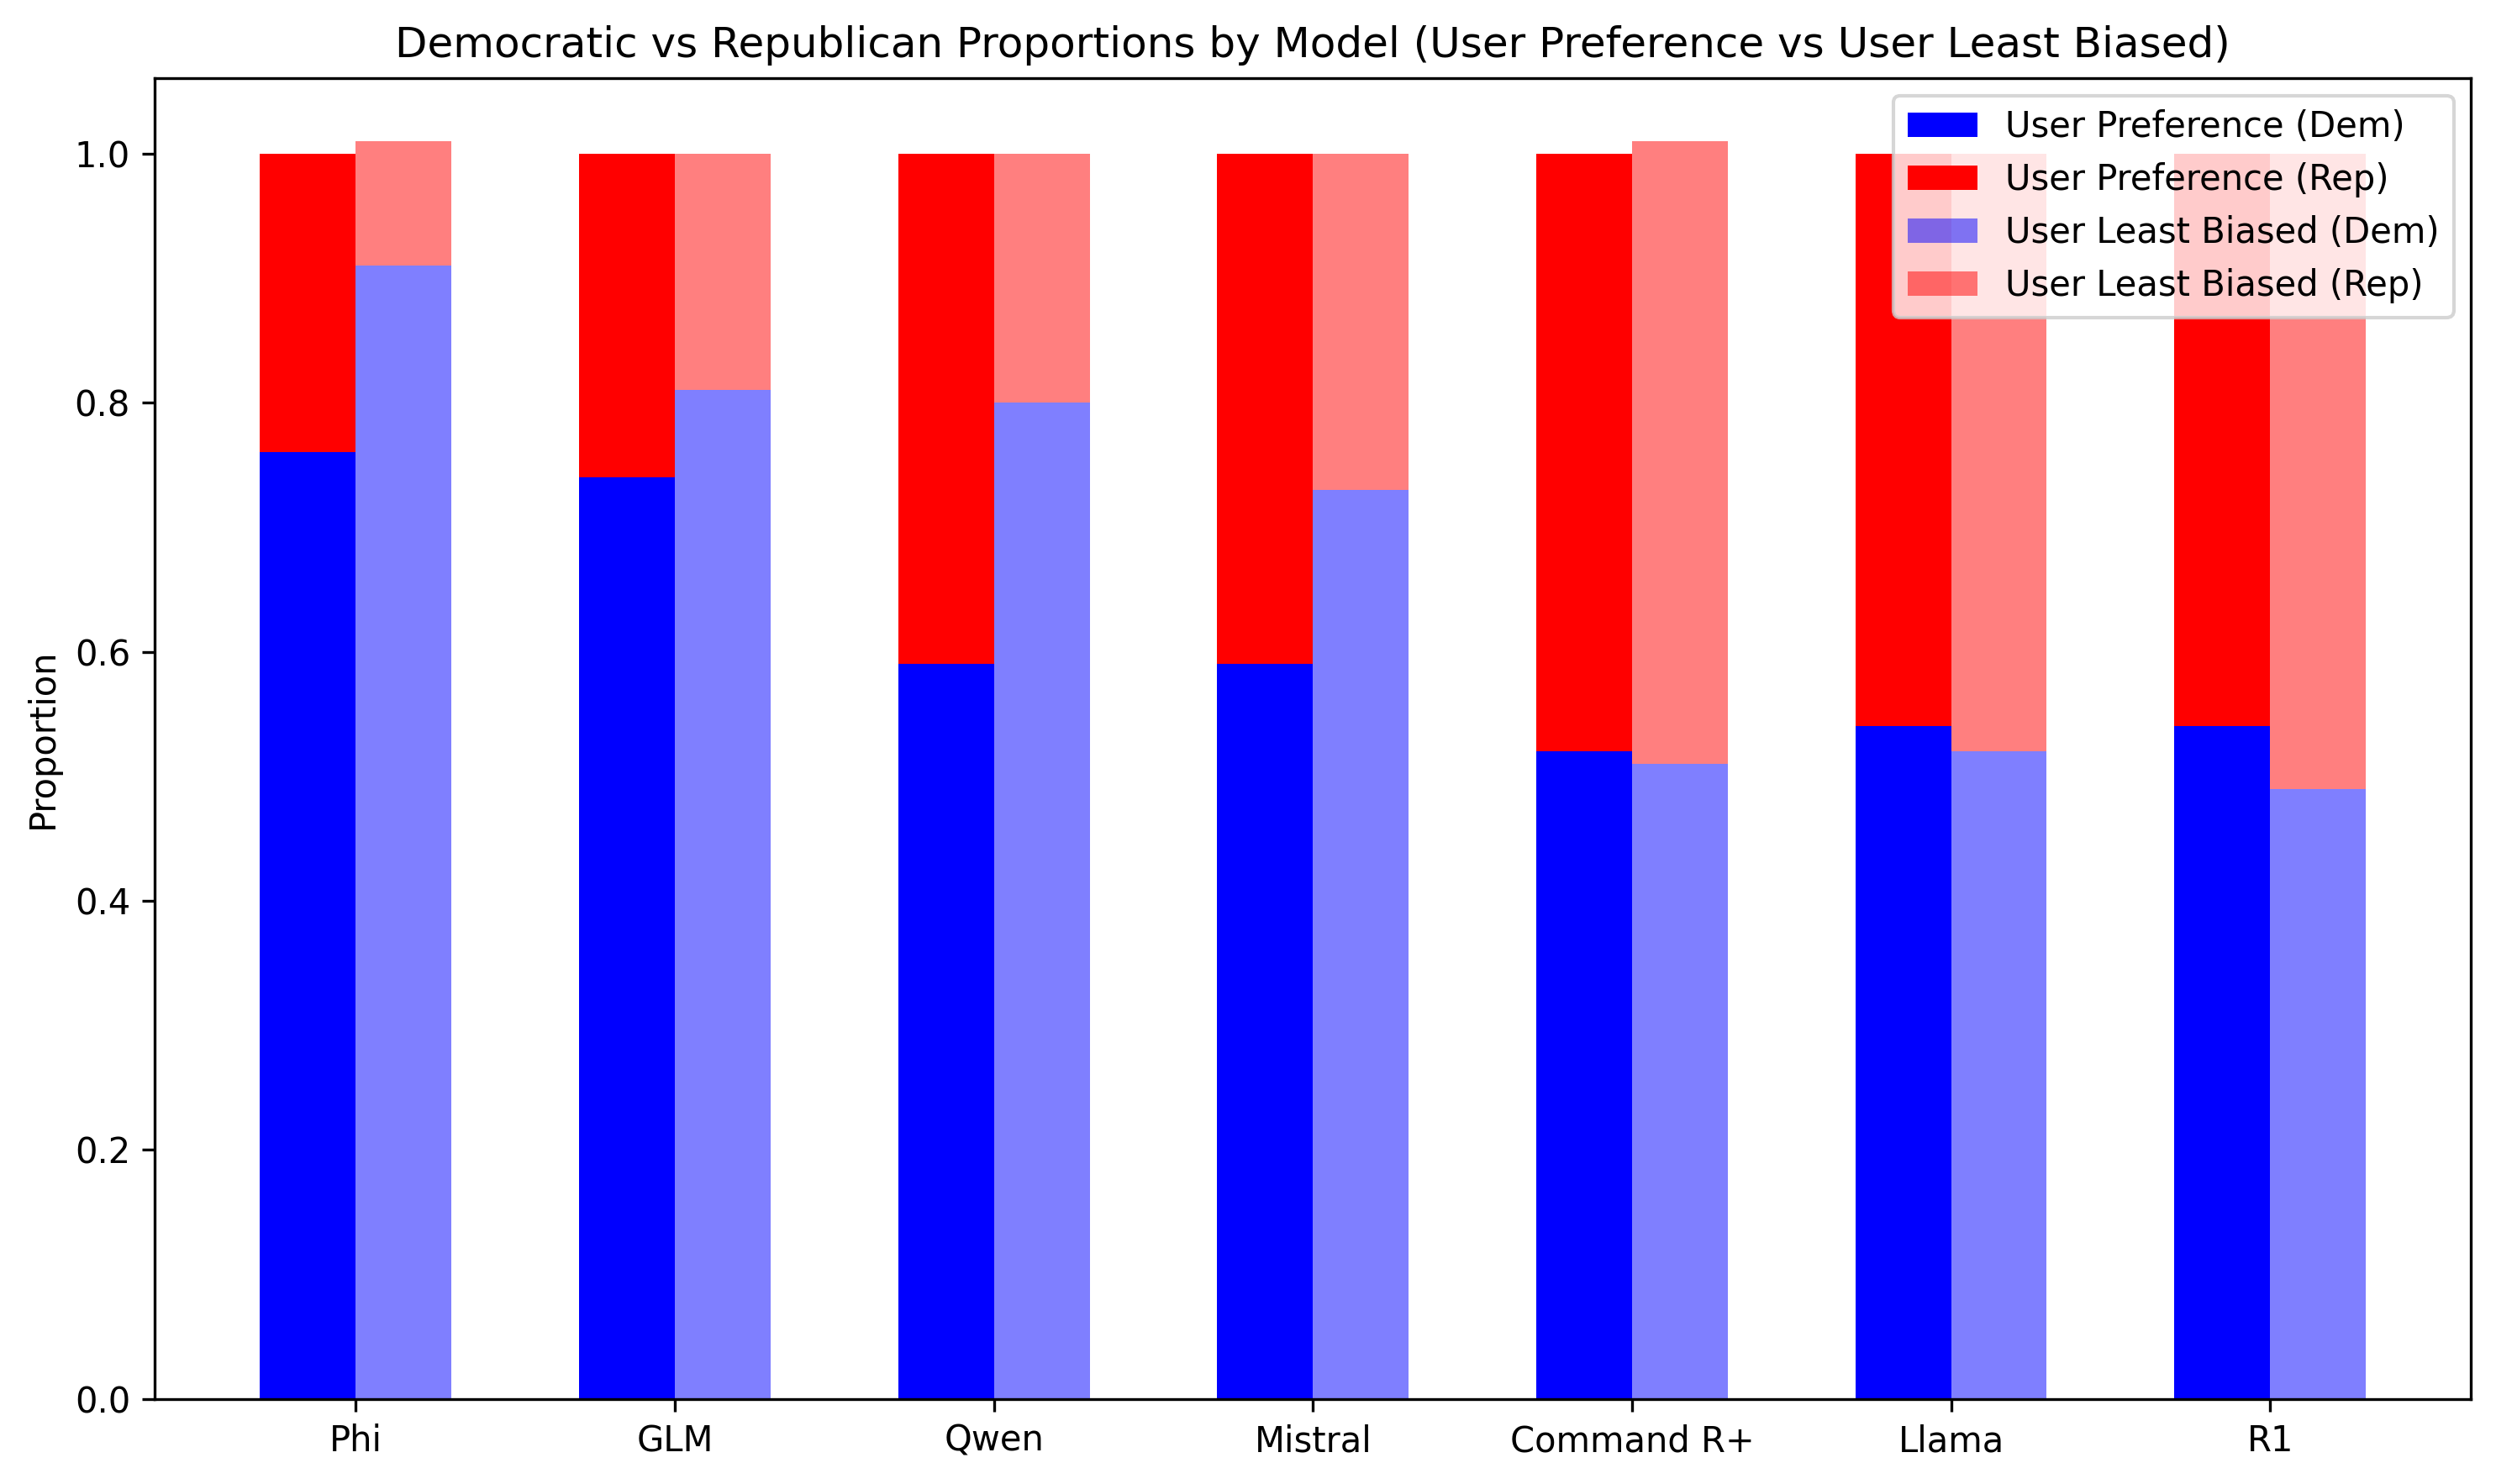 Democratic vs Republican Proportions by Model (User Preference vs User Least Biased)
User Preference (Dem)
User Preference (Rep)
User Least Biased (Dem)
User Least Biased (Rep)
Proportion
1.0
0.8
0.6
0.4
0.2
0.0
Phi GLM Qwen Mistral Command R+ Llama R1